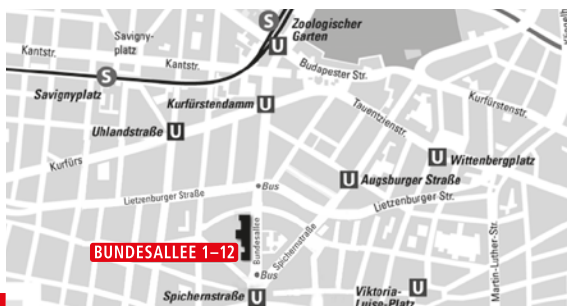 Zoologischer
Garten
Savigny-
platz
Kantstr.
Kantstr.
Budapester Str.
Savignyplatz
Kurfürstendamm
Tauentzienstr.
Kurfürstenstr.
Uhlandstraße
Wittenbergplatz
Kurfürs
Augsburger Straße
Bus
Lietzenburger Straße
Lietzenburger Str.
Bundesallee
Spichernstraße
BUNDESALLEE 1–12
Martin-Luther-Str.
Bus
Spichernstraße
Viktoria-
Luise-Platz
S
U
S
U
U
U
U
U
U